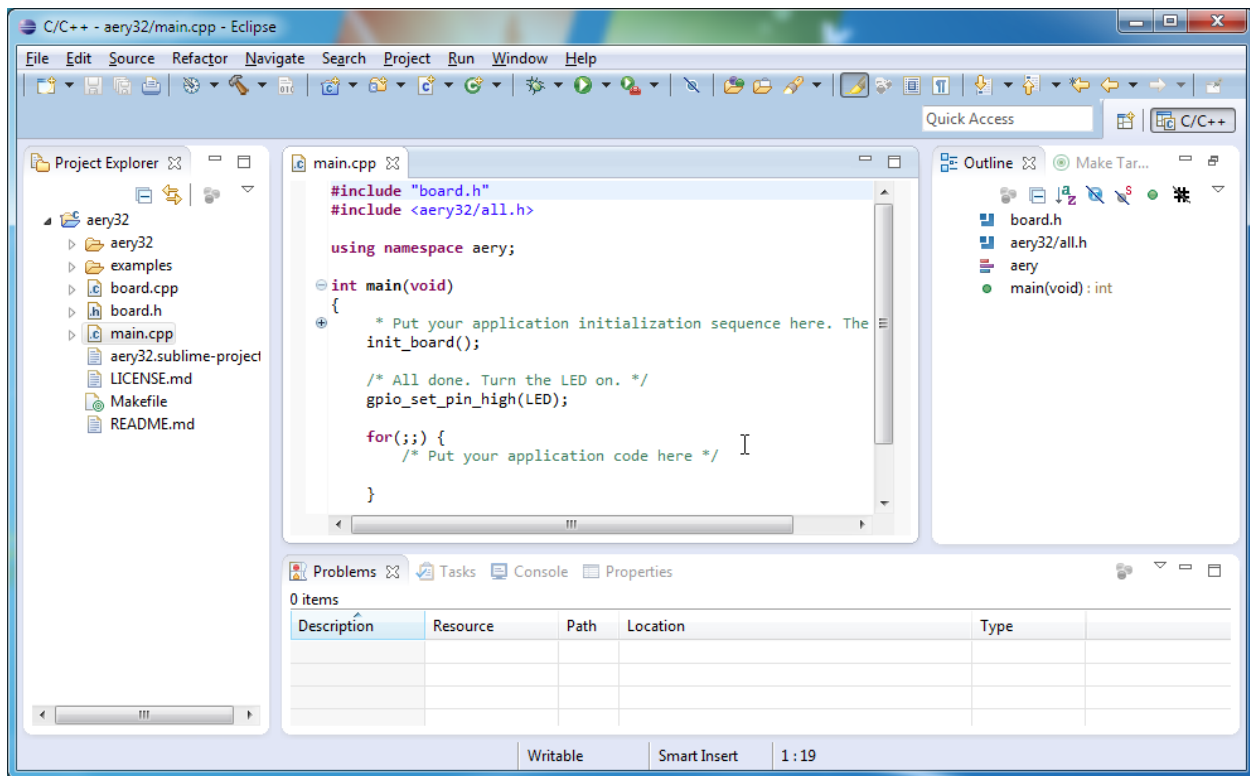 C/C++ - aery32/main.cpp - Eclipse
File Edit Source Refactor Navigate Search Project Run Window Help
Quick Access
C/C++
Project Explorer
aery32
aery32
examples
board.cpp
board.h
main.cpp
aery32.sublime-project
LICENSE.md
Makefile
README.md
main.cpp
#include "board.h"
#include <aery32/all.h>
using namespace aery;
int main(void)
{
* Put your application initialization sequence here. The
init_board();
/* All done. Turn the LED on. */
gpio_set_pin_high(LED);
for(;;) {
/* Put your application code here */
}
Outline Make Tar...
board.h
aery32/all.h
aery
main(void) : int
Problems Tasks Console Properties
0 items
Description Resource Path Location Type
Writable Smart Insert 1 : 19